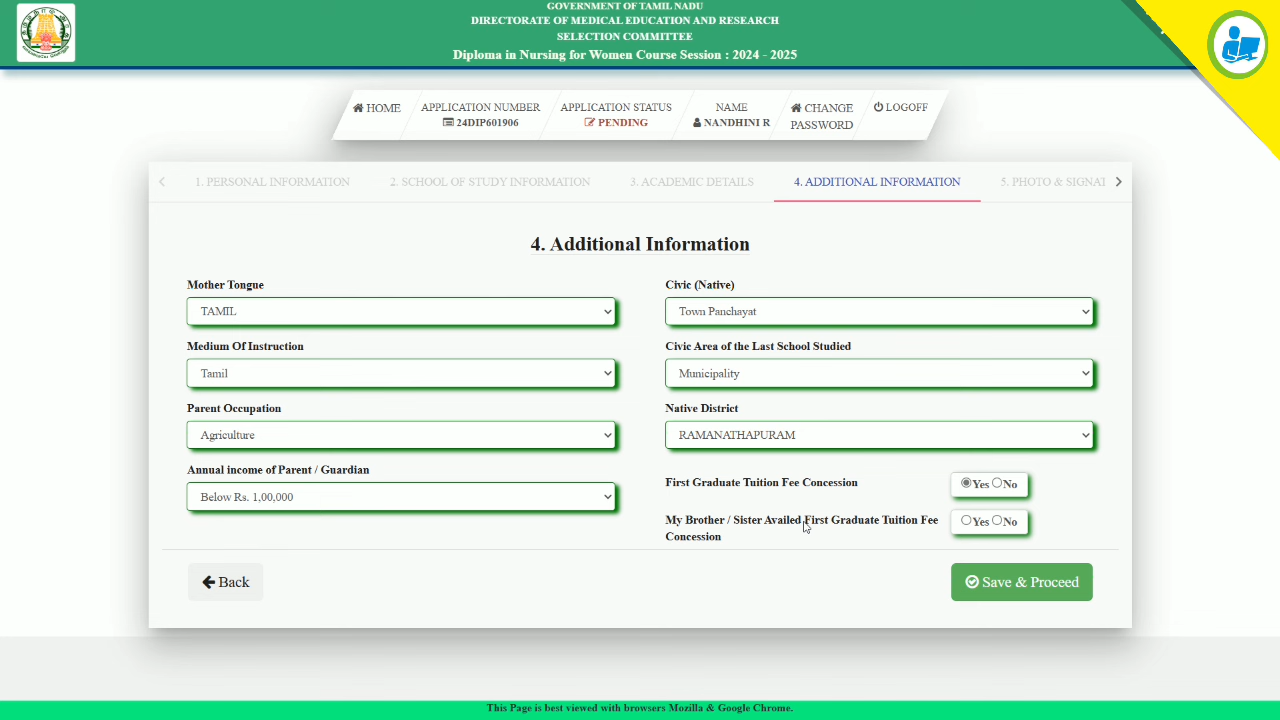 GOVERNMENT OF TAMIL NADU
DIRECTORATE OF MEDICAL EDUCATION AND RESEARCH
SELECTION COMMITTEE
Diploma in Nursing for Women Course Session : 2024 - 2025
HOME
APPLICATION NUMBER
24DIP601906
APPLICATION STATUS
PENDING
NAME
NANDHINI R
CHANGE
PASSWORD
LOGOFF
1. PERSONAL INFORMATION
2. SCHOOL OF STUDY INFORMATION
3. ACADEMIC DETAILS
4. ADDITIONAL INFORMATION
5. PHOTO & SIGNAT
4. Additional Information
Mother Tongue
TAMIL
Civic (Native)
Town Panchayat
Medium Of Instruction
Tamil
Civic Area of the Last School Studied
Municipality
Parent Occupation
Agriculture
Native District
RAMANATHAPURAM
Annual income of Parent / Guardian
Below Rs. 1,00,000
First Graduate Tuition Fee Concession
Yes No
My Brother / Sister Availed First Graduate Tuition Fee
Concession
Yes No
Back
Save & Proceed
This Page is best viewed with browsers Mozilla & Google Chrome.